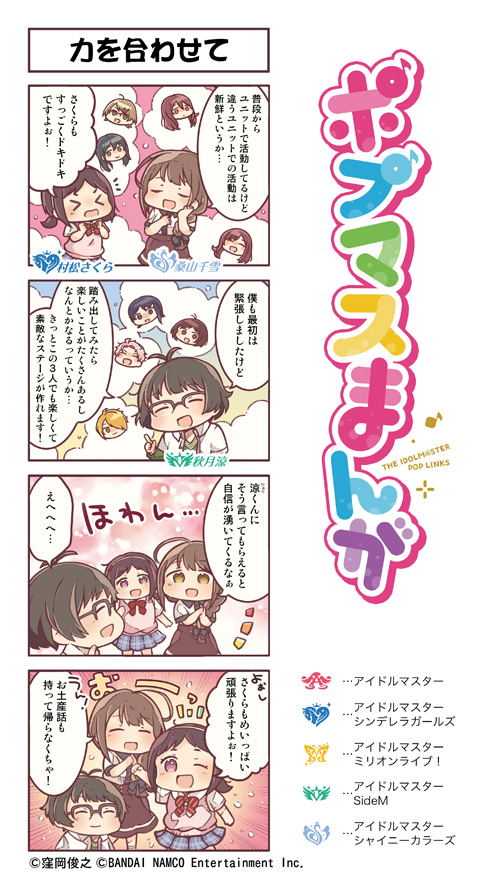 力を合わせて
普段から
ユニットで活動してるけど
違うユニットでの活動は
新鮮というか…
さくらも
すっごくドキドキ
ですよぉ！
村松さくら
桑山千雪
僕も最初は
緊張しましたけど
踏み出してみたら
楽しいことがたくさんあるし
なんとかなるっていうか…
きっとこの３人でも楽しくて
素敵なステージが作れます！
秋月涼
涼くんに
そう言ってもらえると
自信が湧いてくるなぁ
ほわん…
えへへへ…
よぉし
さくらもめいっぱい
頑張りますよぉ！
お土産話も
持って帰らなくちゃ！
ポプマスまんが
THE IDOLM@STER
POP LINKS
…アイドルマスター
…アイドルマスター
シンデレラガールズ
…アイドルマスター
ミリオンライブ！
…アイドルマスター
SideM
…アイドルマスター
シャイニーカラーズ
©窪岡俊之 ©BANDAI NAMCO Entertainment Inc.